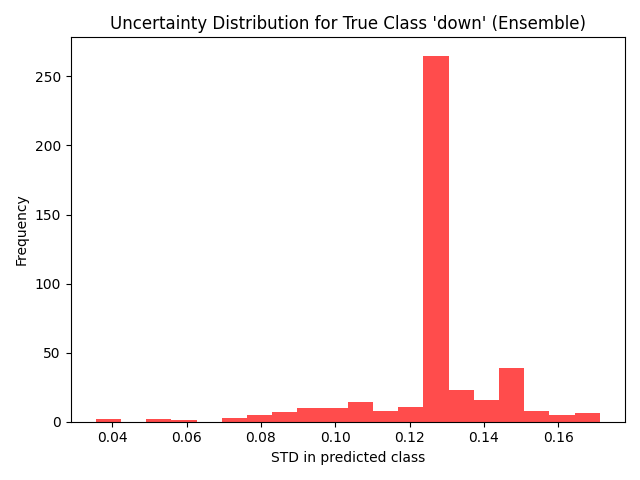 Uncertainty Distribution for True Class 'down' (Ensemble)
250
200
150
100
50
0
Frequency
0.04 0.06 0.08 0.10 0.12 0.14 0.16
STD in predicted class